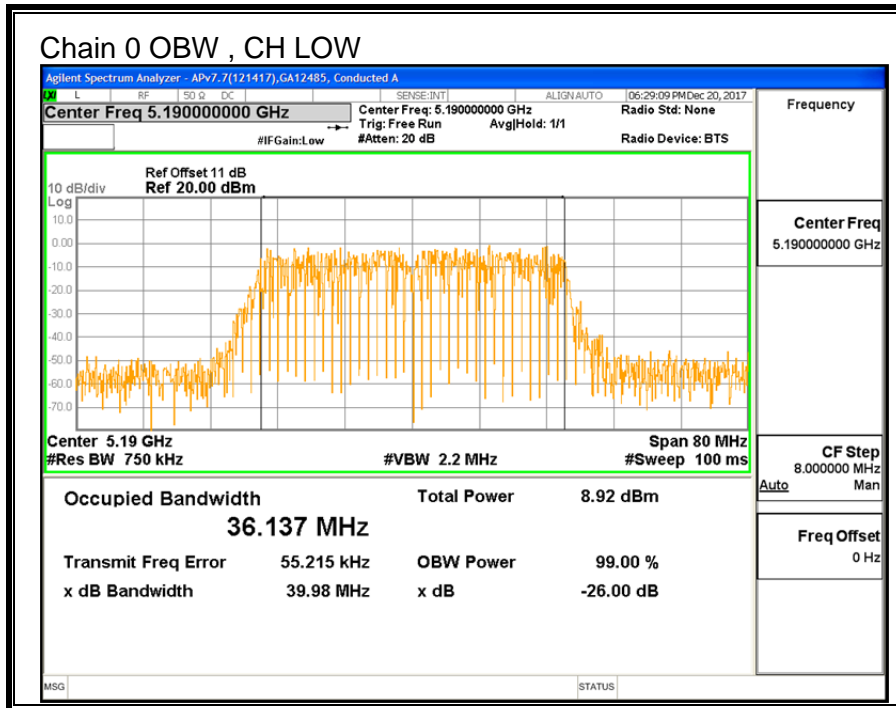 Chain 0 OBW , CH LOW
Agilent Spectrum Analyzer - APv7.7(121417),GA12485, Conducted A
LXI L RF 50 Ω DC SENSE:INT ALIGN AUTO 06:29:09 PM Dec 20, 2017
Center Freq 5.190000000 GHz
Center Freq: 5.190000000 GHz
Radio Std: None
Trig: Free Run Avg|Hold: 1/1
#IFGain:Low #Atten: 20 dB Radio Device: BTS
Ref Offset 11 dB
10 dB/div Ref 20.00 dBm
Log
10.0
0.00
-10.0
-20.0
-30.0
-40.0
-50.0
-60.0
-70.0
Center 5.19 GHz Span 80 MHz
#Res BW 750 kHz #VBW 2.2 MHz #Sweep 100 ms
Occupied Bandwidth Total Power 8.92 dBm
36.137 MHz
Transmit Freq Error 55.215 kHz OBW Power 99.00 %
x dB Bandwidth 39.98 MHz x dB -26.00 dB
MSG STATUS
Frequency
Center Freq
5.190000000 GHz
CF Step
8.000000 MHz
Auto Man
Freq Offset
0 Hz